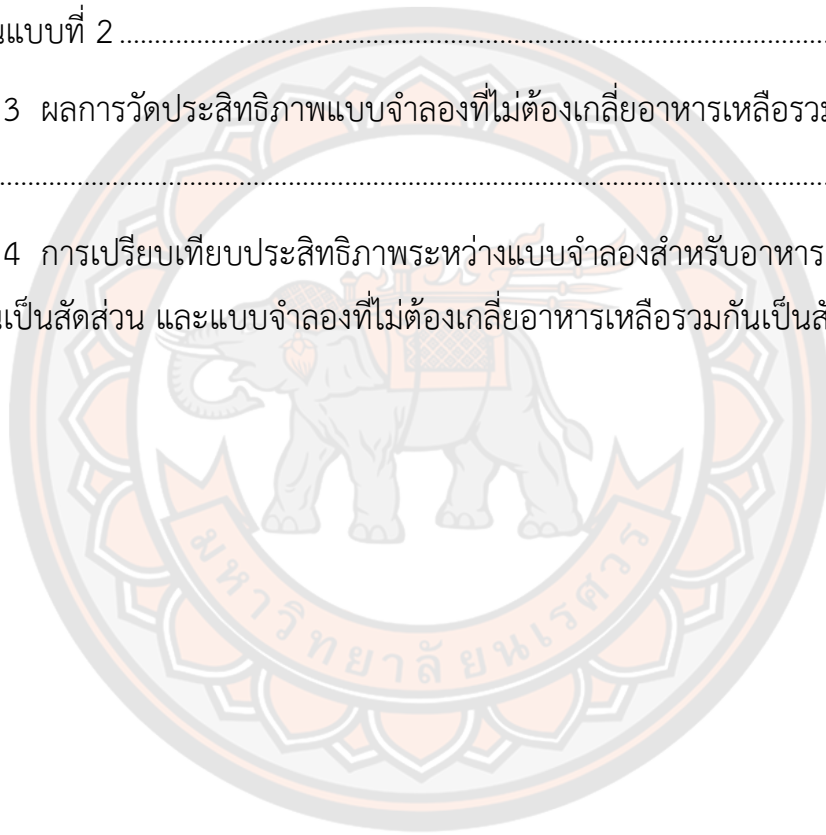 นแบบที่ 2 ........................................................................................................................
3 ผลการวัดประสิทธิภาพแบบจำลองที่ไม่ต้องเกลี่ยอาหารเหลือรวม
........................................................................................................................
4 การเปรียบเทียบประสิทธิภาพระหว่างแบบจำลองสำหรับอาหาร
นเป็นสัดส่วน และแบบจำลองที่ไม่ต้องเกลี่ยอาหารเหลือรวมกันเป็นสั
มหาวิทยาลัยนเรศวร